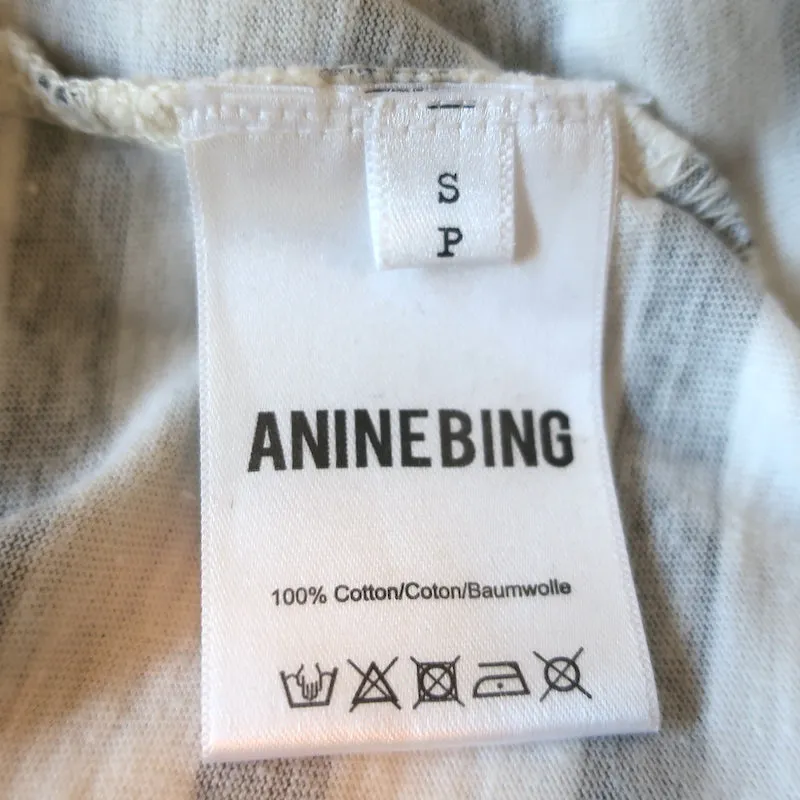 S
P
ANINE BING
100% Cotton/Coton/Baumwolle